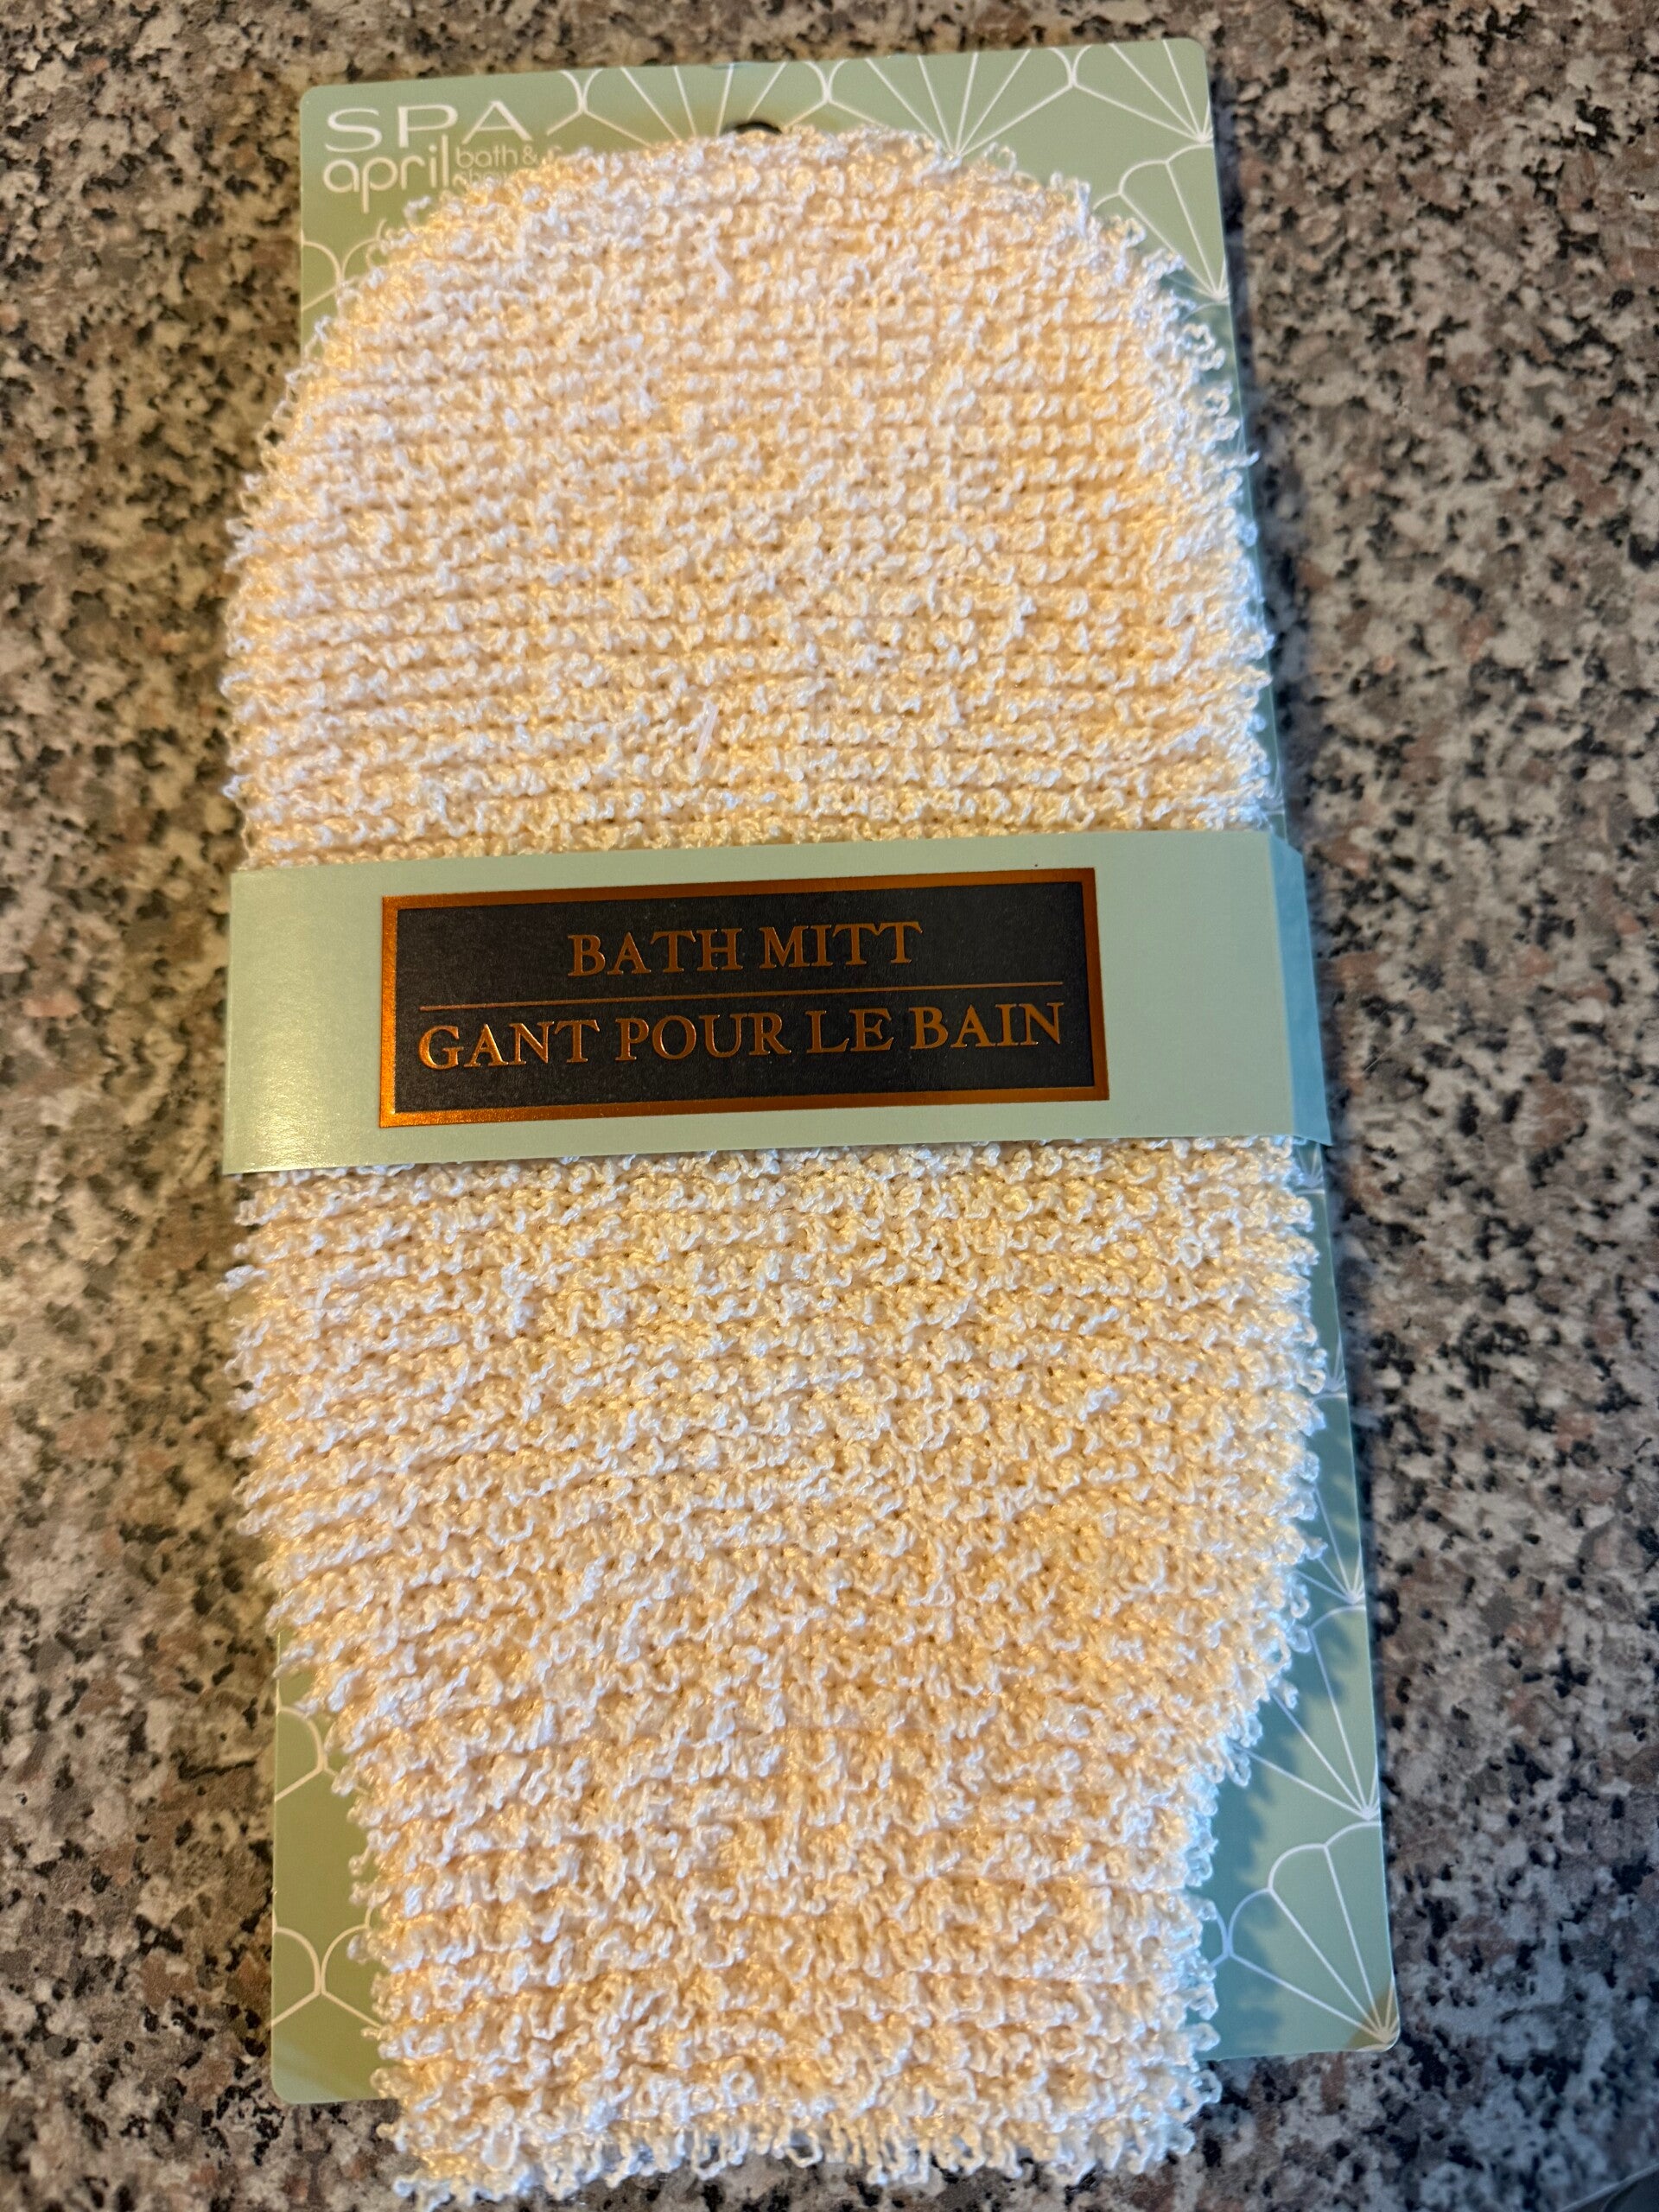 SPA
april bath &
BATH MITT
GANT POUR LE BAIN